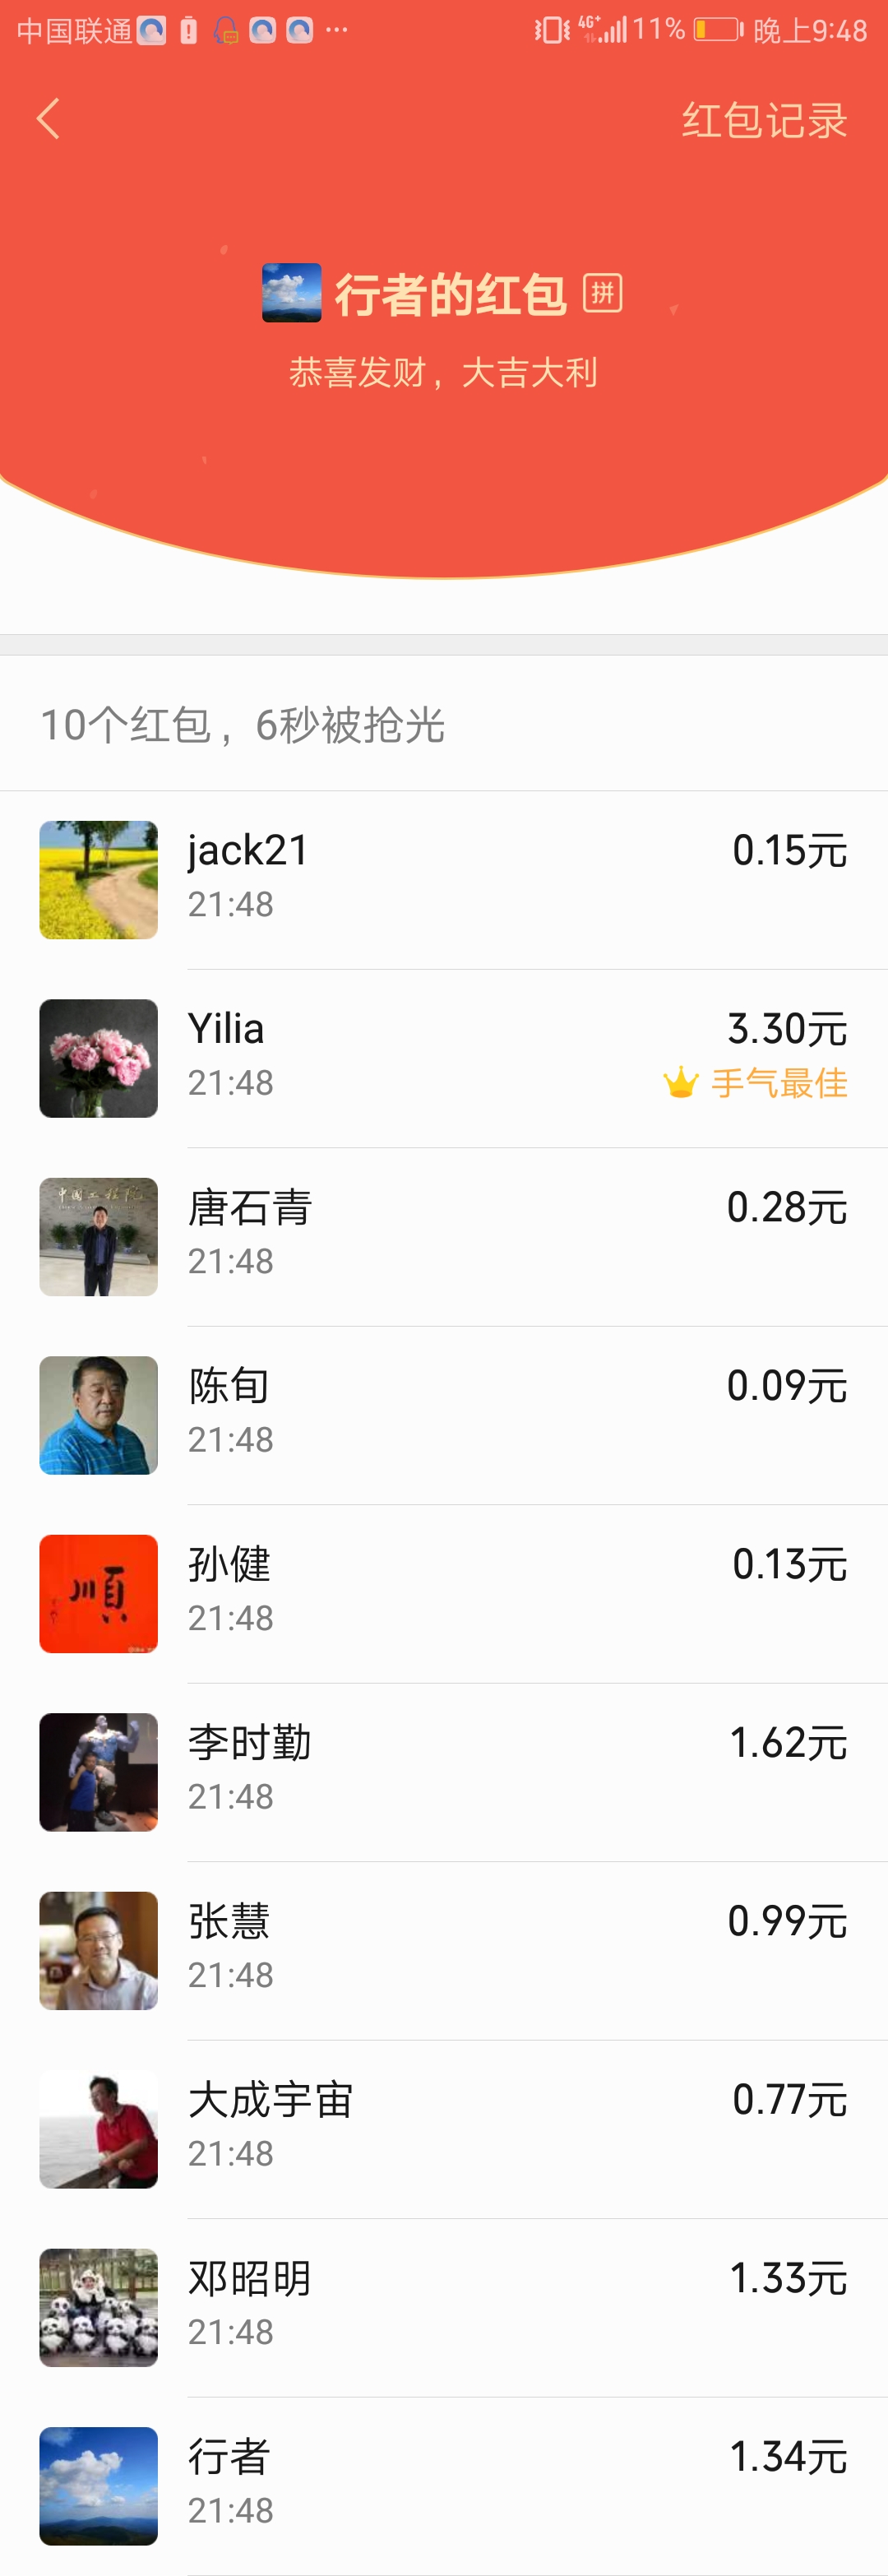 中国联通 4G+ 11% 晚上9:48
红包记录
行者的红包 拼
恭喜发财，大吉大利
10个红包，6秒被抢光
jack21 0.15元
21:48
Yilia 3.30元
21:48 手气最佳
中国工程院
唐石青 0.28元
21:48
陈旬 0.09元
21:48
順
孙健 0.13元
21:48
李时勤 1.62元
21:48
张慧 0.99元
21:48
大成宇宙 0.77元
21:48
邓昭明 1.33元
21:48
行者 1.34元
21:48